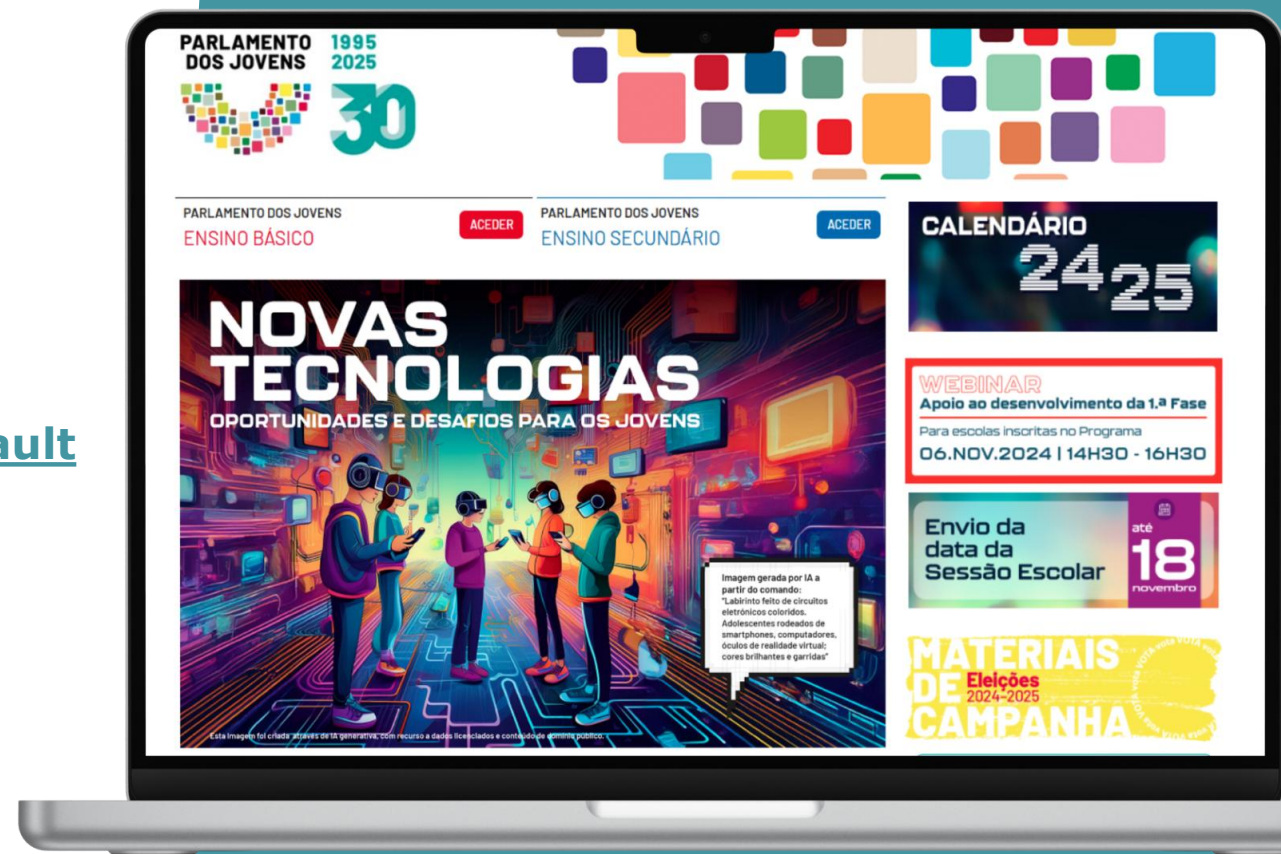 PARLAMENTO
DOS JOVENS
1995
2025
30
PARLAMENTO DOS JOVENS
ENSINO BÁSICO
ACEDER
PARLAMENTO DOS JOVENS
ENSINO SECUNDÁRIO
ACEDER
NOVAS
TECNOLOGIAS
OPORTUNIDADES E DESAFIOS PARA OS JOVENS
Imagem gerada por IA a
partir do comando:
"Labirinto feito de circuitos
eletrónicos coloridos.
Adolescentes rodeados de
smartphones, computadores,
óculos de realidade virtual;
cores brilhantes e garridas"
Esta Imagem foi criada através de IA generativa, com recurso a dados licenciados e conteúdo de domínio público.
CALENDÁRIO
24
25
WEBINAR
Apoio ao desenvolvimento da 1.ª Fase
Para escolas inscritas no Programa
06.NOV.2024 | 14H30 - 16H30
Envio da
data da
Sessão Escolar
até
18
novembro
MATERIAIS
DE Eleições
2024-2025
CAMPANHA
VOTA vota VOTA
ault